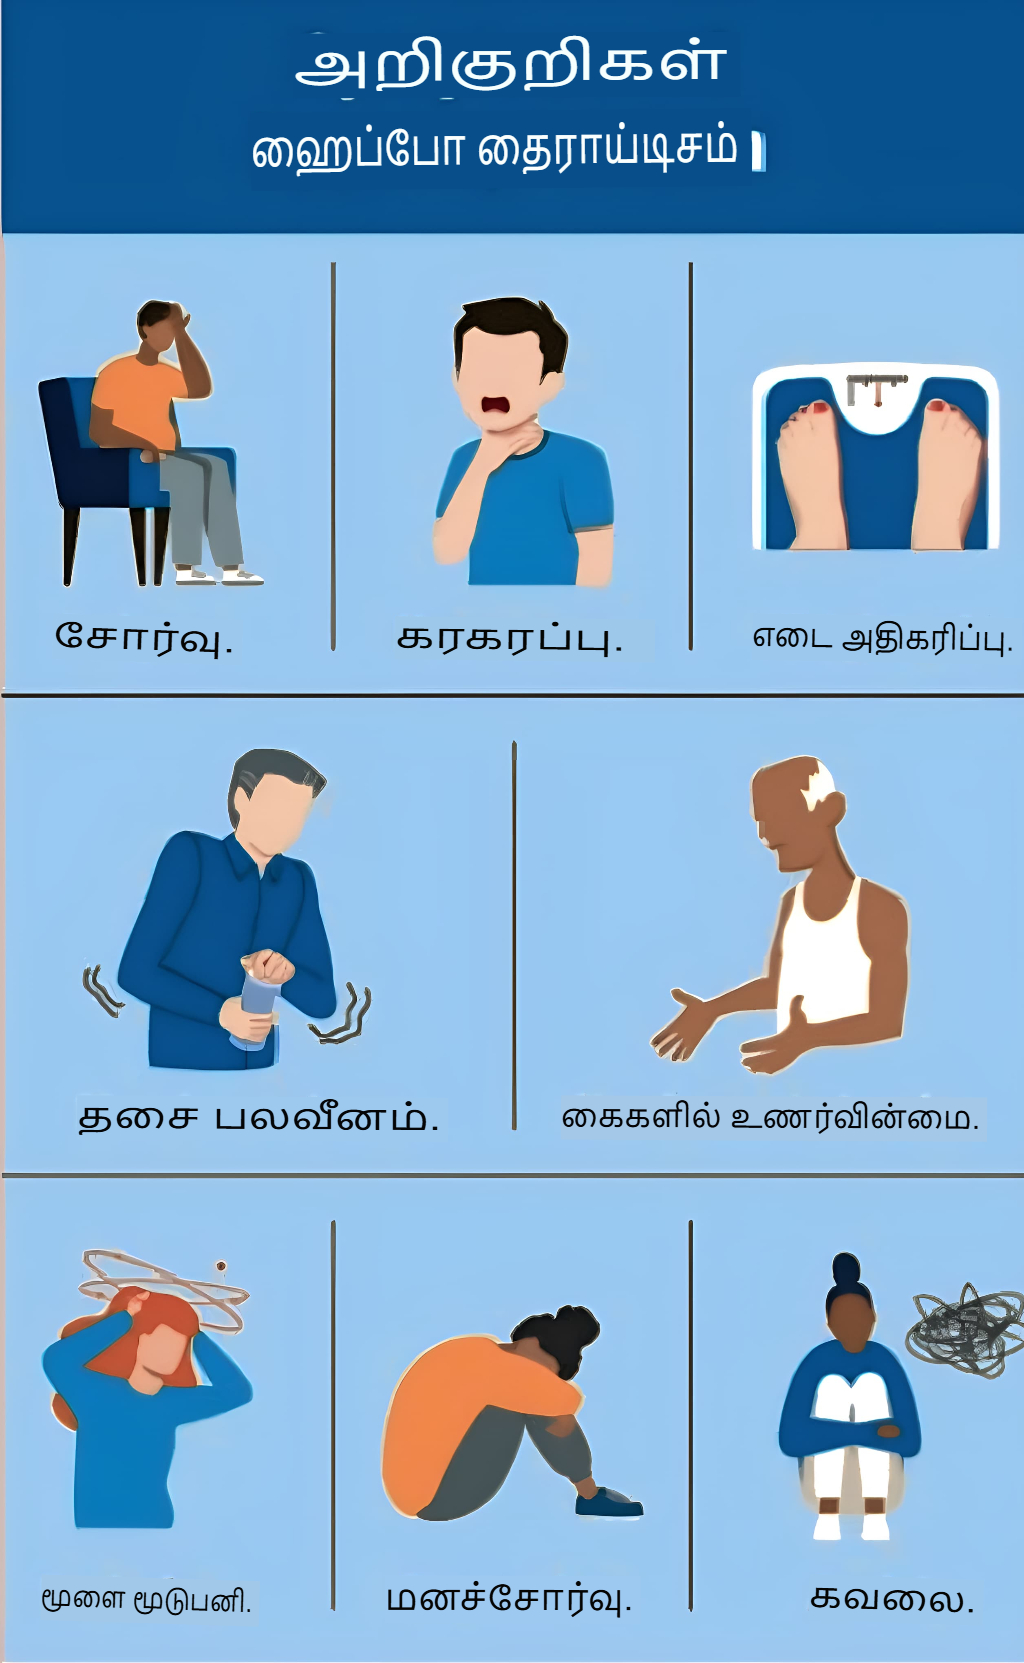 அறிகுறிகள்
ஹைப்போ தைராய்டிசம்
சோர்வு.
கரகரப்பு.
எடை அதிகரிப்பு.
தசை பலவீனம்.
கைகளில் உணர்வின்மை.
மூளை மூடுபனி.
மனச்சோர்வு.
கவலை.